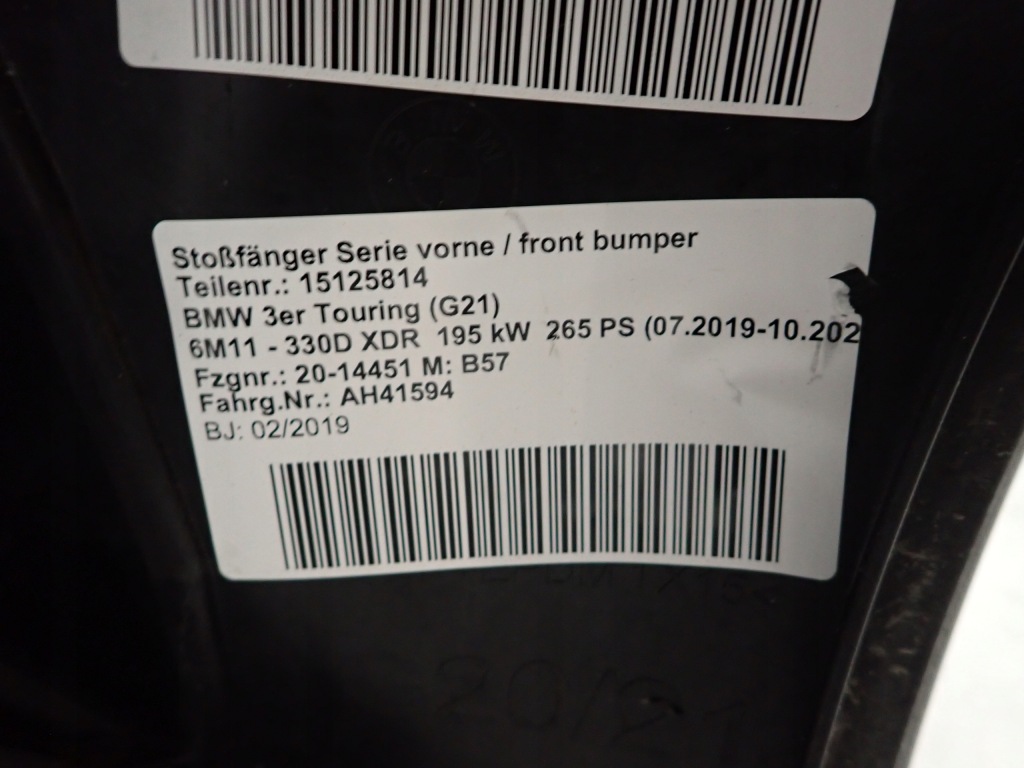 Stoßfänger Serie vorne / front bumper
Teilenr.: 15125814
BMW 3er Touring (G21)
6M11 - 330D XDR 195 kW 265 PS (07.2019-10.202
Fzgnr.: 20-14451 M: B57
Fahrg.Nr.: AH41594
BJ: 02/2019